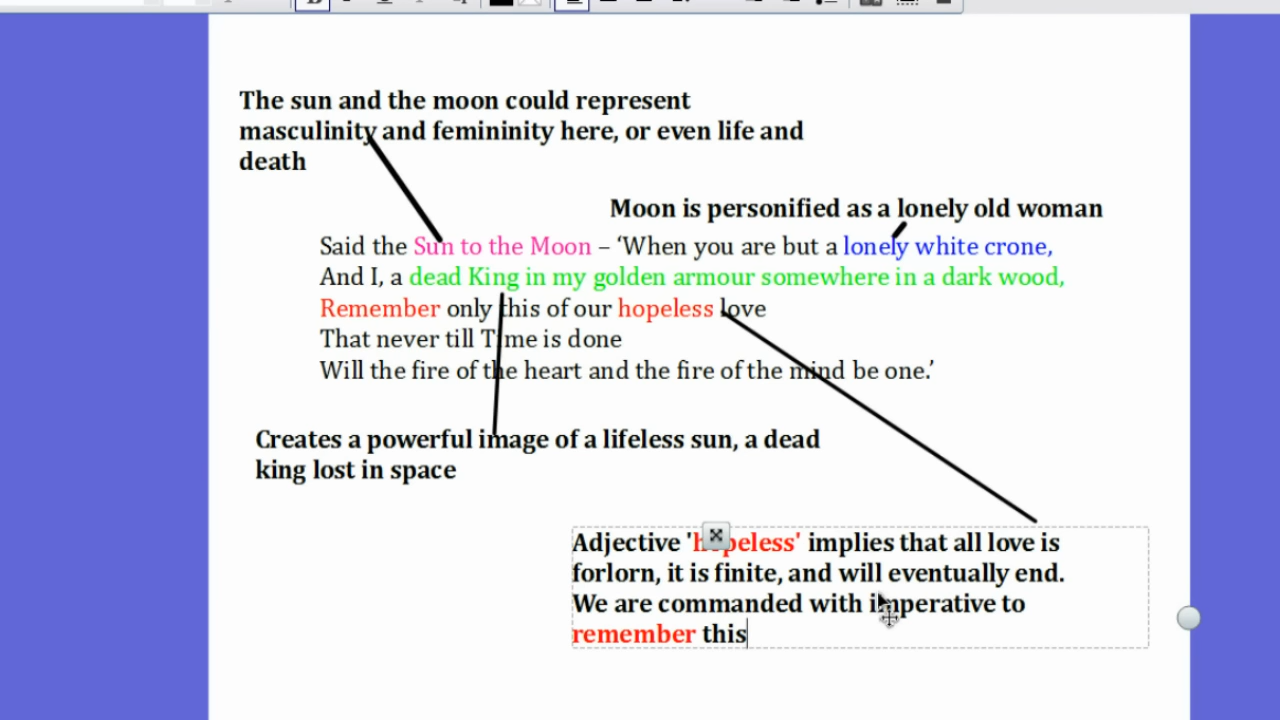 The sun and the moon could represent
masculinity and femininity here, or even life and
death
Moon is personified as a lonely old woman
Said the Sun to the Moon – ‘When you are but a lonely white crone,
And I, a dead King in my golden armour somewhere in a dark wood,
Remember only this of our hopeless love
That never till Time is done
Will the fire of the heart and the fire of the mind be one.’
Creates a powerful image of a lifeless sun, a dead
king lost in space
Adjective 'hopeless' implies that all love is
forlorn, it is finite, and will eventually end.
We are commanded with imperative to
remember this